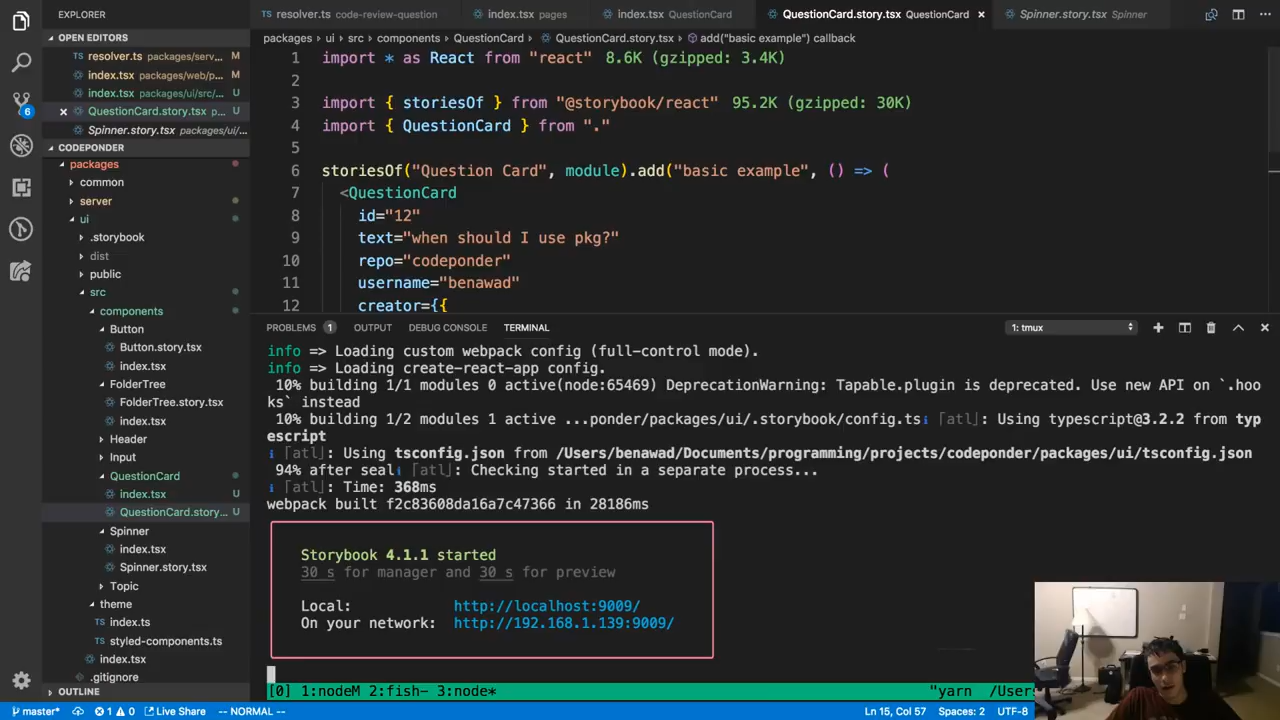 EXPLORER
OPEN EDITORS
resolver.ts packages/serv... M
index.tsx packages/web/p... M
index.tsx packages/ui/src/... U
QuestionCard.story.tsx p... U
Spinner.story.tsx packages/ui/...
CODEPONDER
packages
common
server
ui
.storybook
dist
public
src
components
Button
Button.story.tsx
index.tsx
FolderTree
FolderTree.story.tsx
index.tsx
Header
Input
QuestionCard
index.tsx U
QuestionCard.story... U
Spinner
index.tsx
Spinner.story.tsx
Topic
theme
index.ts
styled-components.ts
index.tsx
.gitignore
OUTLINE
6
resolver.ts code-review-question
index.tsx pages
index.tsx QuestionCard
QuestionCard.story.tsx QuestionCard
Spinner.story.tsx Spinner
packages › ui › src › components › QuestionCard › QuestionCard.story.tsx › add("basic example") callback
1 import * as React from "react" 8.6K (gzipped: 3.4K)
2
3 import { storiesOf } from "@storybook/react" 95.2K (gzipped: 30K)
4 import { QuestionCard } from "."
5
6 storiesOf("Question Card", module).add("basic example", () => (
7 <QuestionCard
8 id="12"
9 text="when should I use pkg?"
10 repo="codeponder"
11 username="benawad"
12 creator={{
PROBLEMS 1 OUTPUT DEBUG CONSOLE TERMINAL 1: tmux
info => Loading custom webpack config (full-control mode).
info => Loading create-react-app config.
10% building 1/1 modules 0 active(node:65469) DeprecationWarning: Tapable.plugin is deprecated. Use new API on `.hoo
ks` instead
10% building 1/2 modules 1 active ...ponder/packages/ui/.storybook/config.tsℹ ｢atl｣: Using typescript@3.2.2 from typ
escript
ℹ ｢atl｣: Using tsconfig.json from /Users/benawad/Documents/programming/projects/codeponder/packages/ui/tsconfig.json
94% after sealℹ ｢atl｣: Checking started in a separate process...
ℹ ｢atl｣: Time: 368ms
webpack built f2c83608da16a7c47366 in 28186ms
Storybook 4.1.1 started
30 s for manager and 30 s for preview
Local: http://localhost:9009/
On your network: http://192.168.1.139:9009/
[0] 1:nodeM 2:fish- 3:node* "yarn /Users
master* 1 0 Live Share -- NORMAL -- Ln 15, Col 57 Spaces: 2 UTF-8